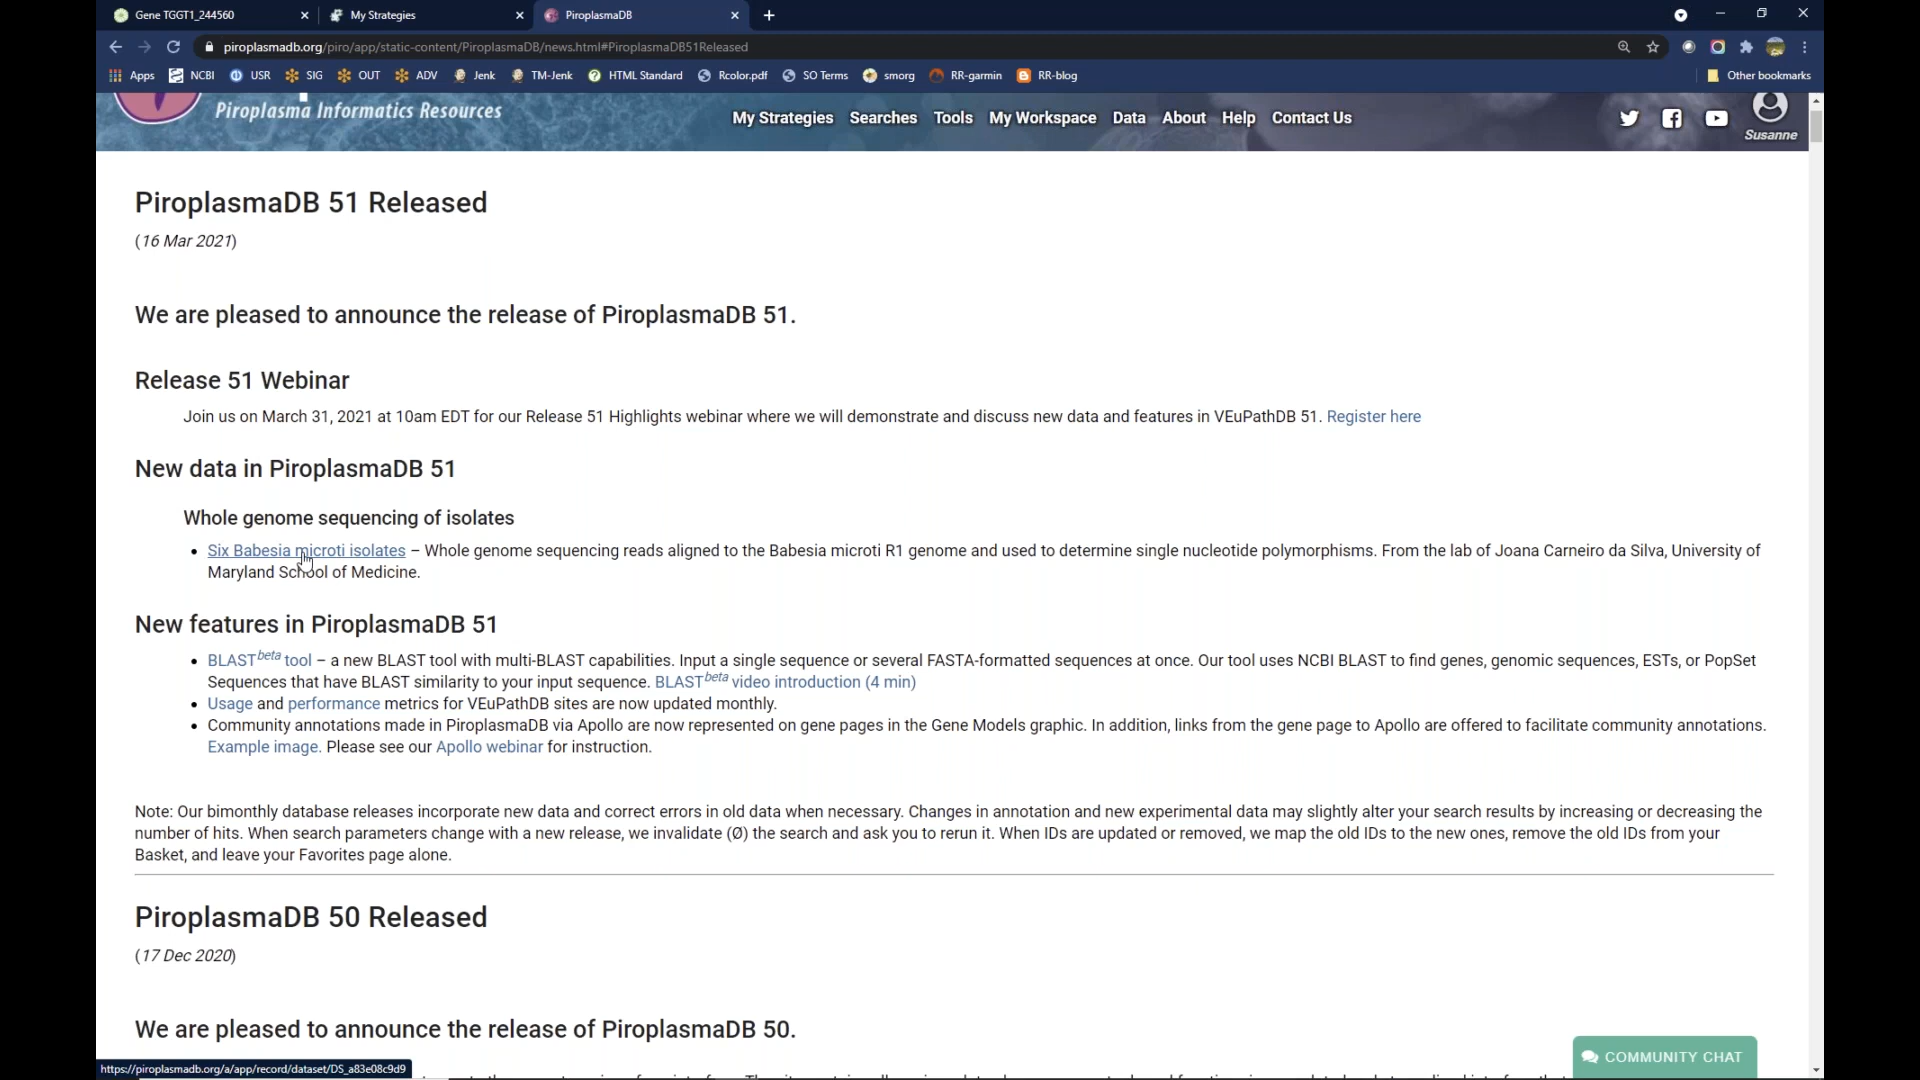 Gene TGGT1_244560
My Strategies
PiroplasmaDB
piroplasmadb.org/piro/app/static-content/PiroplasmaDB/news.html#PiroplasmaDB51Released
Apps NCBI USR SIG OUT ADV Jenk TM-Jenk HTML Standard Rcolor.pdf SO Terms smorg RR-garmin RR-blog Other bookmarks
Piroplasma Informatics Resources
My Strategies Searches Tools My Workspace Data About Help Contact Us
Susanne
PiroplasmaDB 51 Released
(16 Mar 2021)
We are pleased to announce the release of PiroplasmaDB 51.
Release 51 Webinar
Join us on March 31, 2021 at 10am EDT for our Release 51 Highlights webinar where we will demonstrate and discuss new data and features in VEuPathDB 51. Register here
New data in PiroplasmaDB 51
Whole genome sequencing of isolates
• Six Babesia microti isolates – Whole genome sequencing reads aligned to the Babesia microti R1 genome and used to determine single nucleotide polymorphisms. From the lab of Joana Carneiro da Silva, University of
Maryland School of Medicine.
New features in PiroplasmaDB 51
• BLASTbeta tool – a new BLAST tool with multi-BLAST capabilities. Input a single sequence or several FASTA-formatted sequences at once. Our tool uses NCBI BLAST to find genes, genomic sequences, ESTs, or PopSet
Sequences that have BLAST similarity to your input sequence. BLASTbeta video introduction (4 min)
• Usage and performance metrics for VEuPathDB sites are now updated monthly.
• Community annotations made in PiroplasmaDB via Apollo are now represented on gene pages in the Gene Models graphic. In addition, links from the gene page to Apollo are offered to facilitate community annotations.
Example image. Please see our Apollo webinar for instruction.
Note: Our bimonthly database releases incorporate new data and correct errors in old data when necessary. Changes in annotation and new experimental data may slightly alter your search results by increasing or decreasing the
number of hits. When search parameters change with a new release, we invalidate (Ø) the search and ask you to rerun it. When IDs are updated or removed, we map the old IDs to the new ones, remove the old IDs from your
Basket, and leave your Favorites page alone.
PiroplasmaDB 50 Released
(17 Dec 2020)
We are pleased to announce the release of PiroplasmaDB 50.
COMMUNITY CHAT
https://piroplasmadb.org/a/app/record/dataset/DS_a83e08c9d9